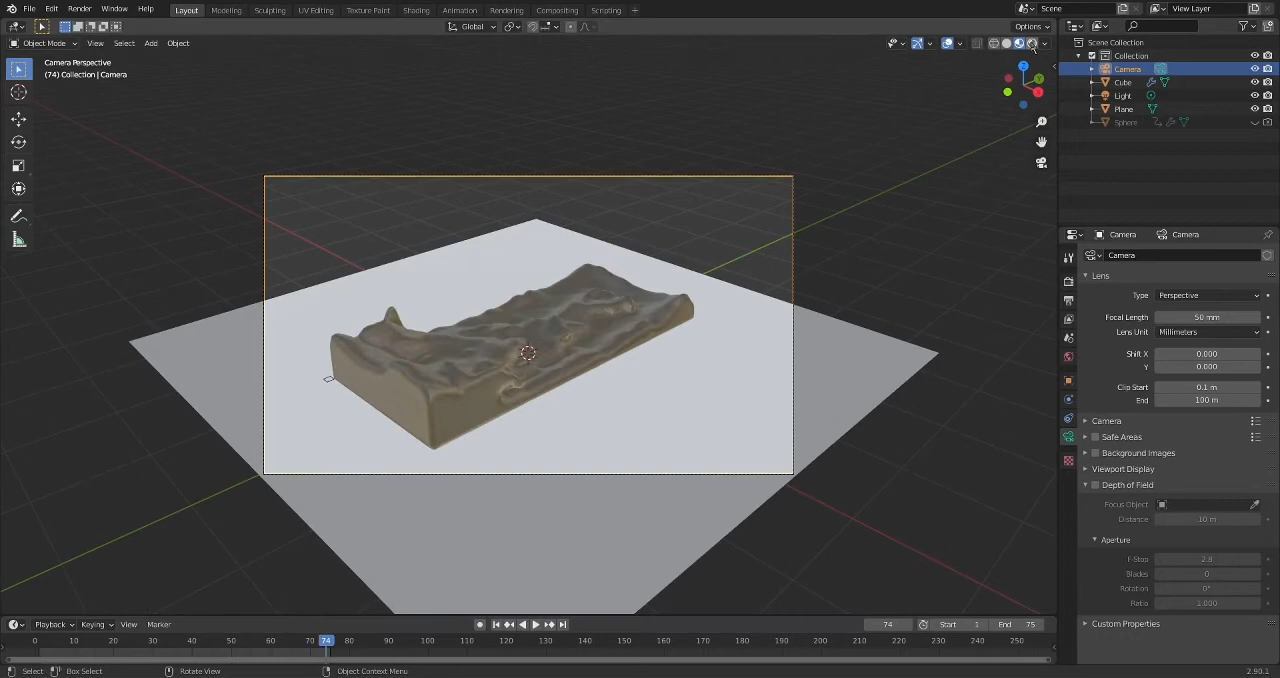 File Edit Render Window Help Layout Modeling Sculpting UV Editing Texture Paint Shading Animation Rendering Compositing Scripting + Scene View Layer
Global Options
Object Mode View Select Add Object
Camera Perspective
(74) Collection | Camera
Z
Y
X
Scene Collection
Collection
Camera
Cube
Light
Plane
Sphere
Camera Camera
Camera
Lens
Type Perspective
Focal Length 50 mm
Lens Unit Millimeters
Shift X 0.000
Y 0.000
Clip Start 0.1 m
End 100 m
Camera
Safe Areas
Background Images
Viewport Display
Depth of Field
Focus Object
Distance 10 m
Aperture
F-Stop 2.8
Blades 0
Rotation 0°
Ratio 1.000
Custom Properties
Playback Keying View Marker 74 Start 1 End 75
0 10 20 30 40 50 60 70 74 80 90 100 110 120 130 140 150 160 170 180 190 200 210 220 230 240 250
Select Box Select Rotate View Object Context Menu 2.90.1